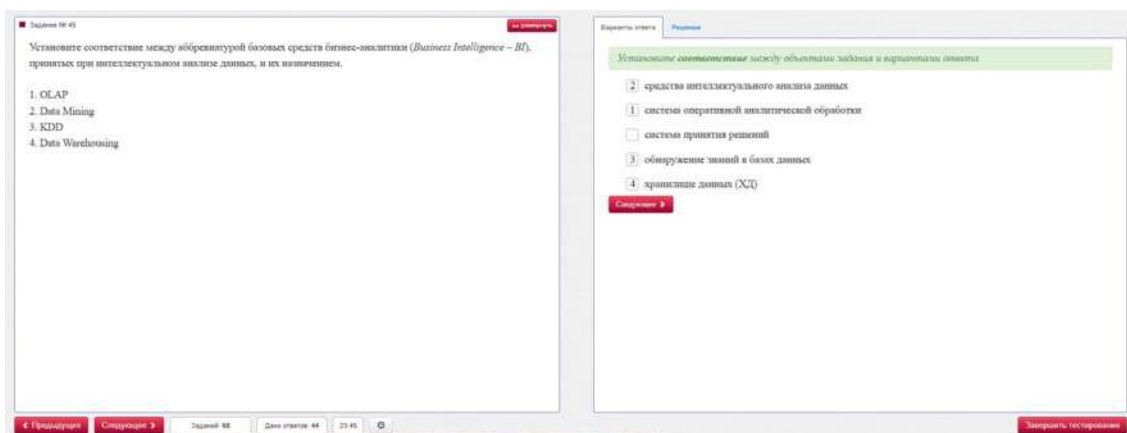 Задание № 45
>> развернуть
Установите соответствие между аббревиатурой базовых средств бизнес-аналитики (Business Intelligence – BI),
принятых при интеллектуальном анализе данных, и их назначением.
1. OLAP
2. Data Mining
3. KDD
4. Data Warehousing
Варианты ответа
Решение
Установите соответствие между объектами задания и вариантами ответа
2 средства интеллектуального анализа данных
1 система оперативной аналитической обработки
система принятия решений
3 обнаружение знаний в базах данных
4 хранилище данных (ХД)
Следующее
Предыдущее Следующее Заданий 68 Дано ответов 44 23:45
Завершить тестирование